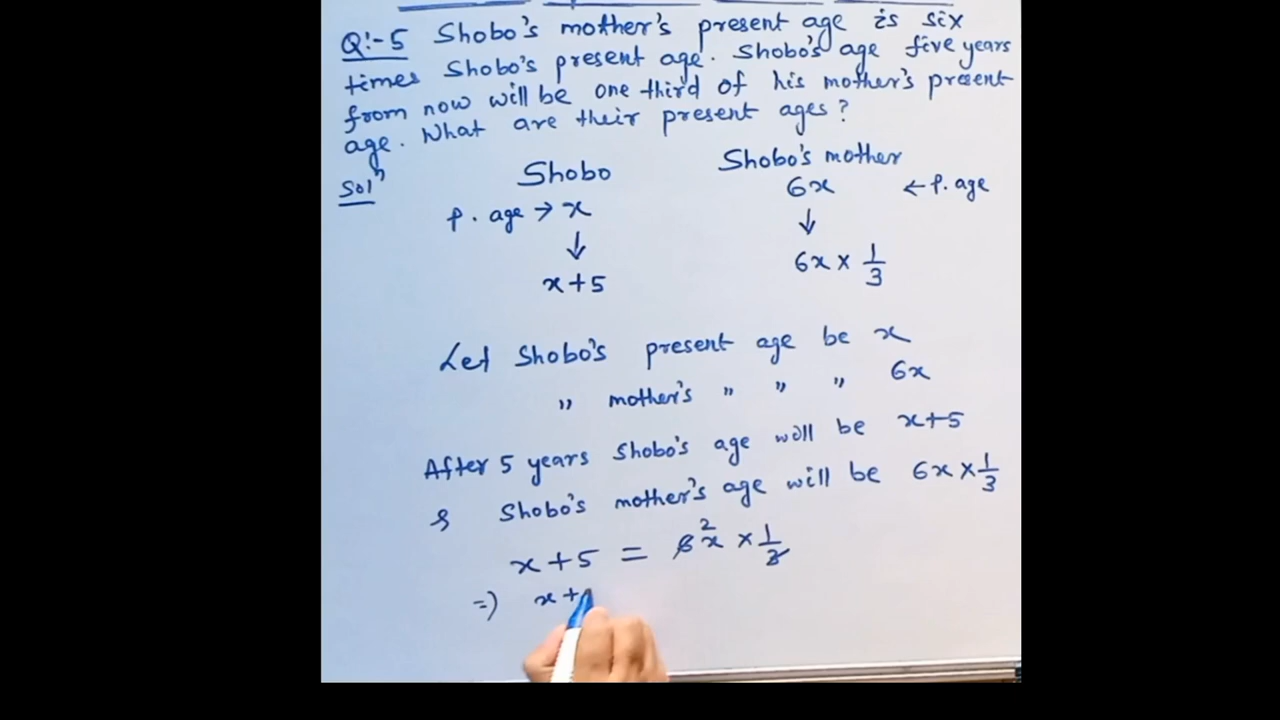 Q:-5 Shobo's mother's present age is six
times Shobo's present age. Shobo's age five years
from now will be one third of his mother's present
age. What are their present ages?
Solⁿ
Shobo Shobo's mother
p. age → x 6x ← p. age
↓ ↓
x+5 6x × 1/3
Let Shobo's present age be x
" mother's " " " 6x
After 5 years Shobo's age will be x+5
& Shobo's mother's age will be 6x × 1/3
x+5 = 6²x × 1/3
=) x+